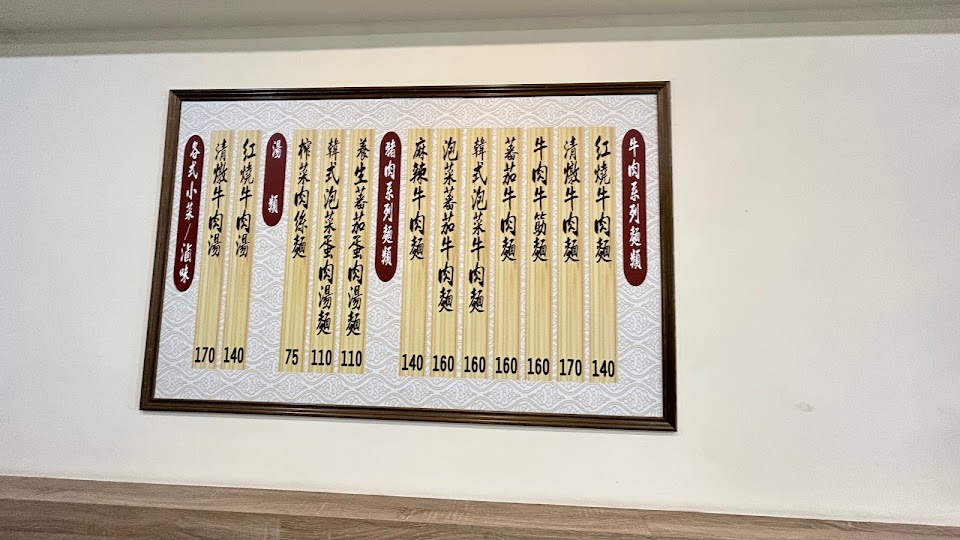 牛肉系列麵類
紅燒牛肉麵 140
清燉牛肉麵 170
牛肉牛筋麵 160
蕃茄牛肉麵 160
韓式泡菜牛肉麵 160
泡菜蕃茄牛肉麵 160
麻辣牛肉麵 140
豬肉系列麵類
養生蕃茄蛋肉湯麵 110
韓式泡菜蛋肉湯麵 110
榨菜肉絲麵 75
湯類
紅燒牛肉湯 140
清燉牛肉湯 170
各式小菜/滷味